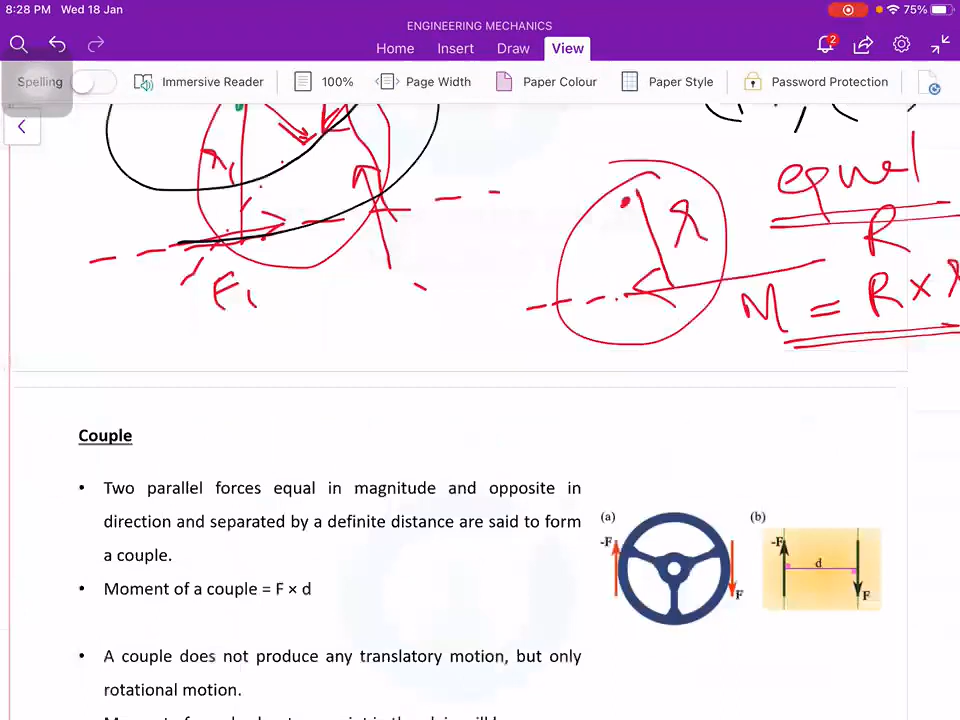 8:28 PM Wed 18 Jan
75%
ENGINEERING MECHANICS
Home Insert Draw View
2
Spelling
Immersive Reader
100%
Page Width
Paper Colour
Paper Style
Password Protection
equal
R
F1
M = R ×
Couple
• Two parallel forces equal in magnitude and opposite in
direction and separated by a definite distance are said to form
a couple.
• Moment of a couple = F × d
(a)
-F
F
(b)
-F
d
F
• A couple does not produce any translatory motion, but only
rotational motion.